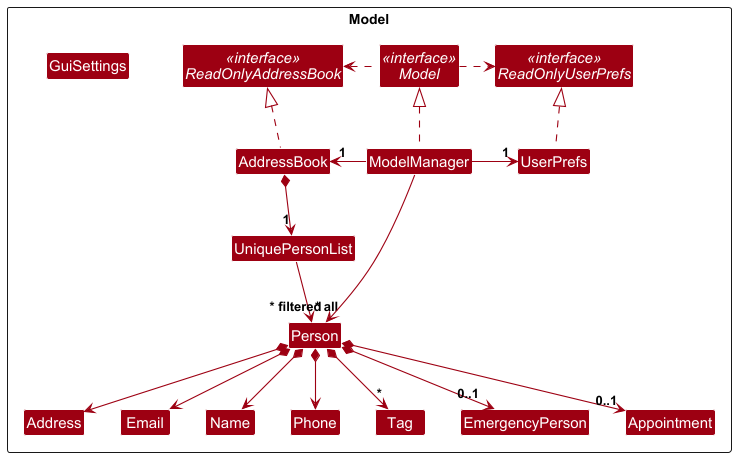 Model
GuiSettings
«interface»
ReadOnlyAddressBook
«interface»
Model
«interface»
ReadOnlyUserPrefs
AddressBook
1
ModelManager
1
UserPrefs
1
UniquePersonList
* filtered
* all
Person
*
0..1
0..1
Address
Email
Name
Phone
Tag
EmergencyPerson
Appointment